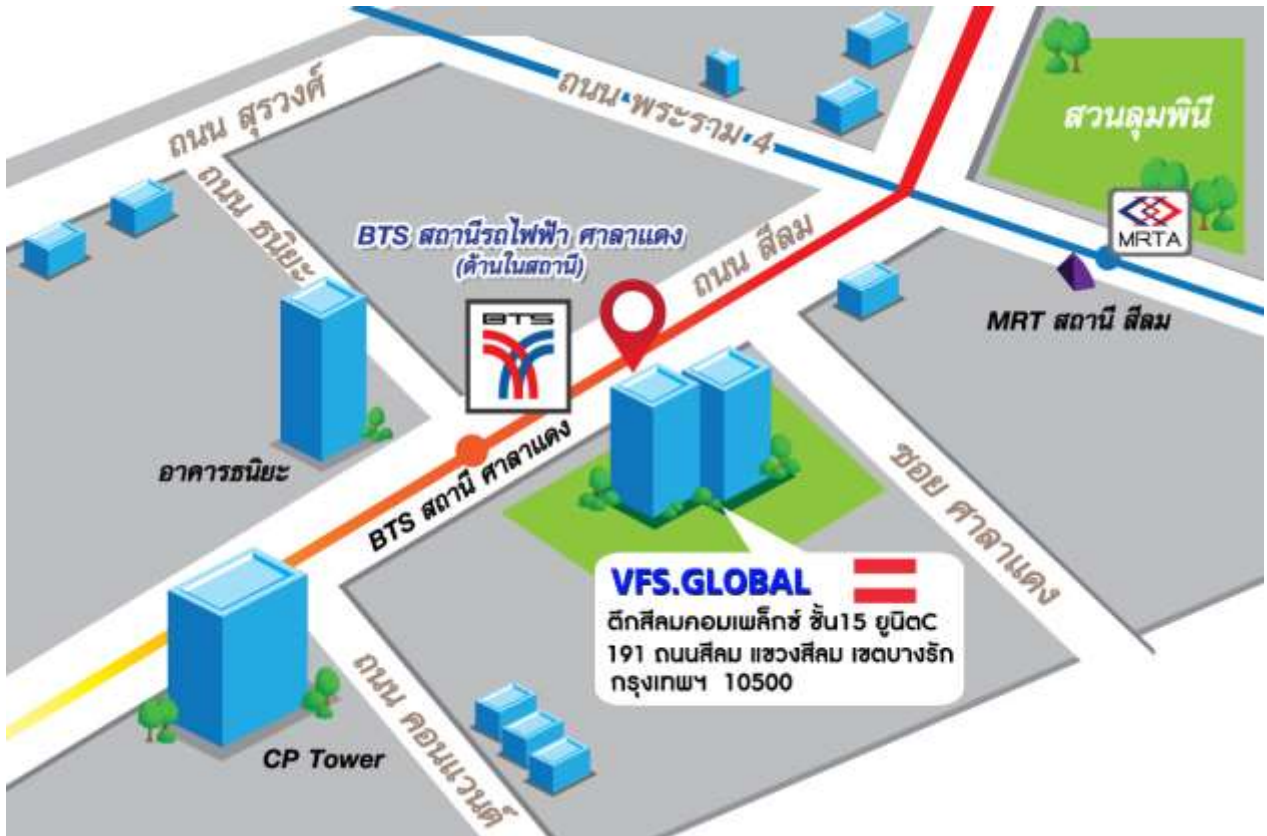 ถนน สุรวงศ์
ถนน พระราม 4
สวนลุมพินี
ถนน ธนิยะ
BTS สถานีรถไฟฟ้า ศาลาแดง
(ด้านในสถานี)
ถนน สีลม
MRTA
BTS
MRT สถานี สีลม
อาคารธนิยะ
BTS สถานี ศาลาแดง
ซอย ศาลาแดง
VFS.GLOBAL
ตึกสีลมคอมเพล็กซ์ ชั้น15 ยูนิตC
191 ถนนสีลม แขวงสีลม เขตบางรัก
กรุงเทพฯ 10500
CP Tower
ถนน คอนแวนต์